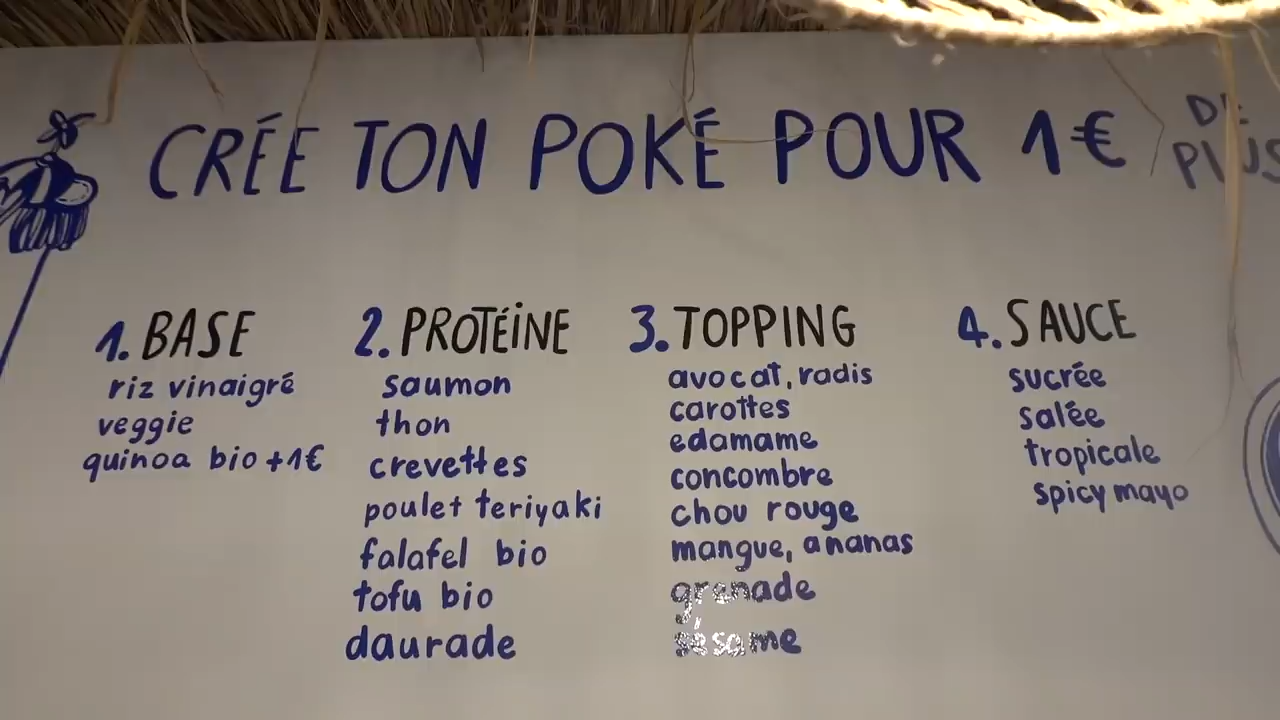 CRÉE TON POKÉ POUR 1€
DE
PLUS
1. BASE
riz vinaigré
veggie
quinoa bio +1€
2. PROTÉINE
saumon
thon
crevettes
poulet teriyaki
falafel bio
tofu bio
daurade
3. TOPPING
avocat, radis
carottes
edamame
concombre
chou rouge
mangue, ananas
grenade
sésame
4. SAUCE
sucrée
salée
tropicale
spicy mayo